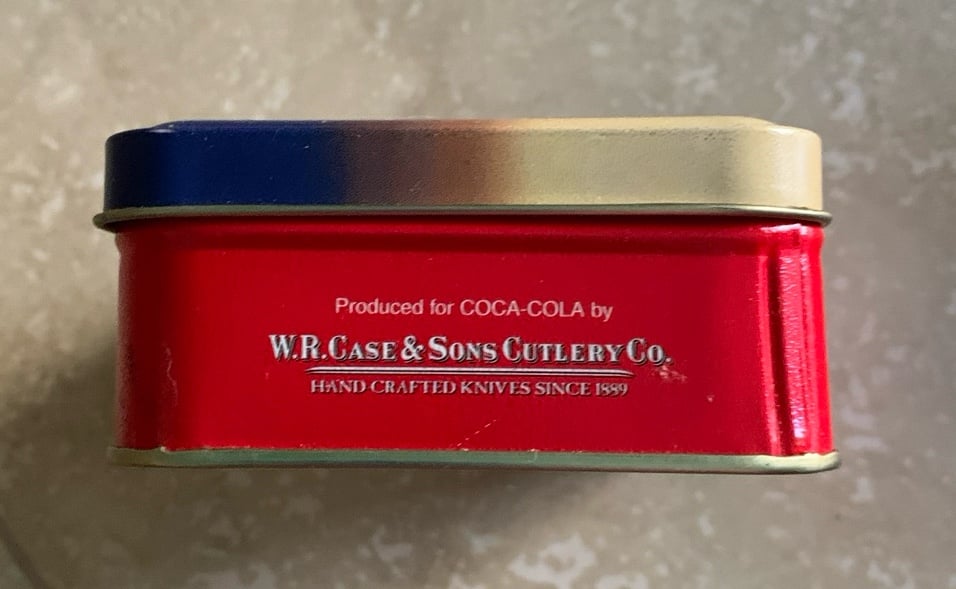 Produced for COCA-COLA by
W.R. CASE & SONS CUTLERY CO.
HAND CRAFTED KNIVES SINCE 1889